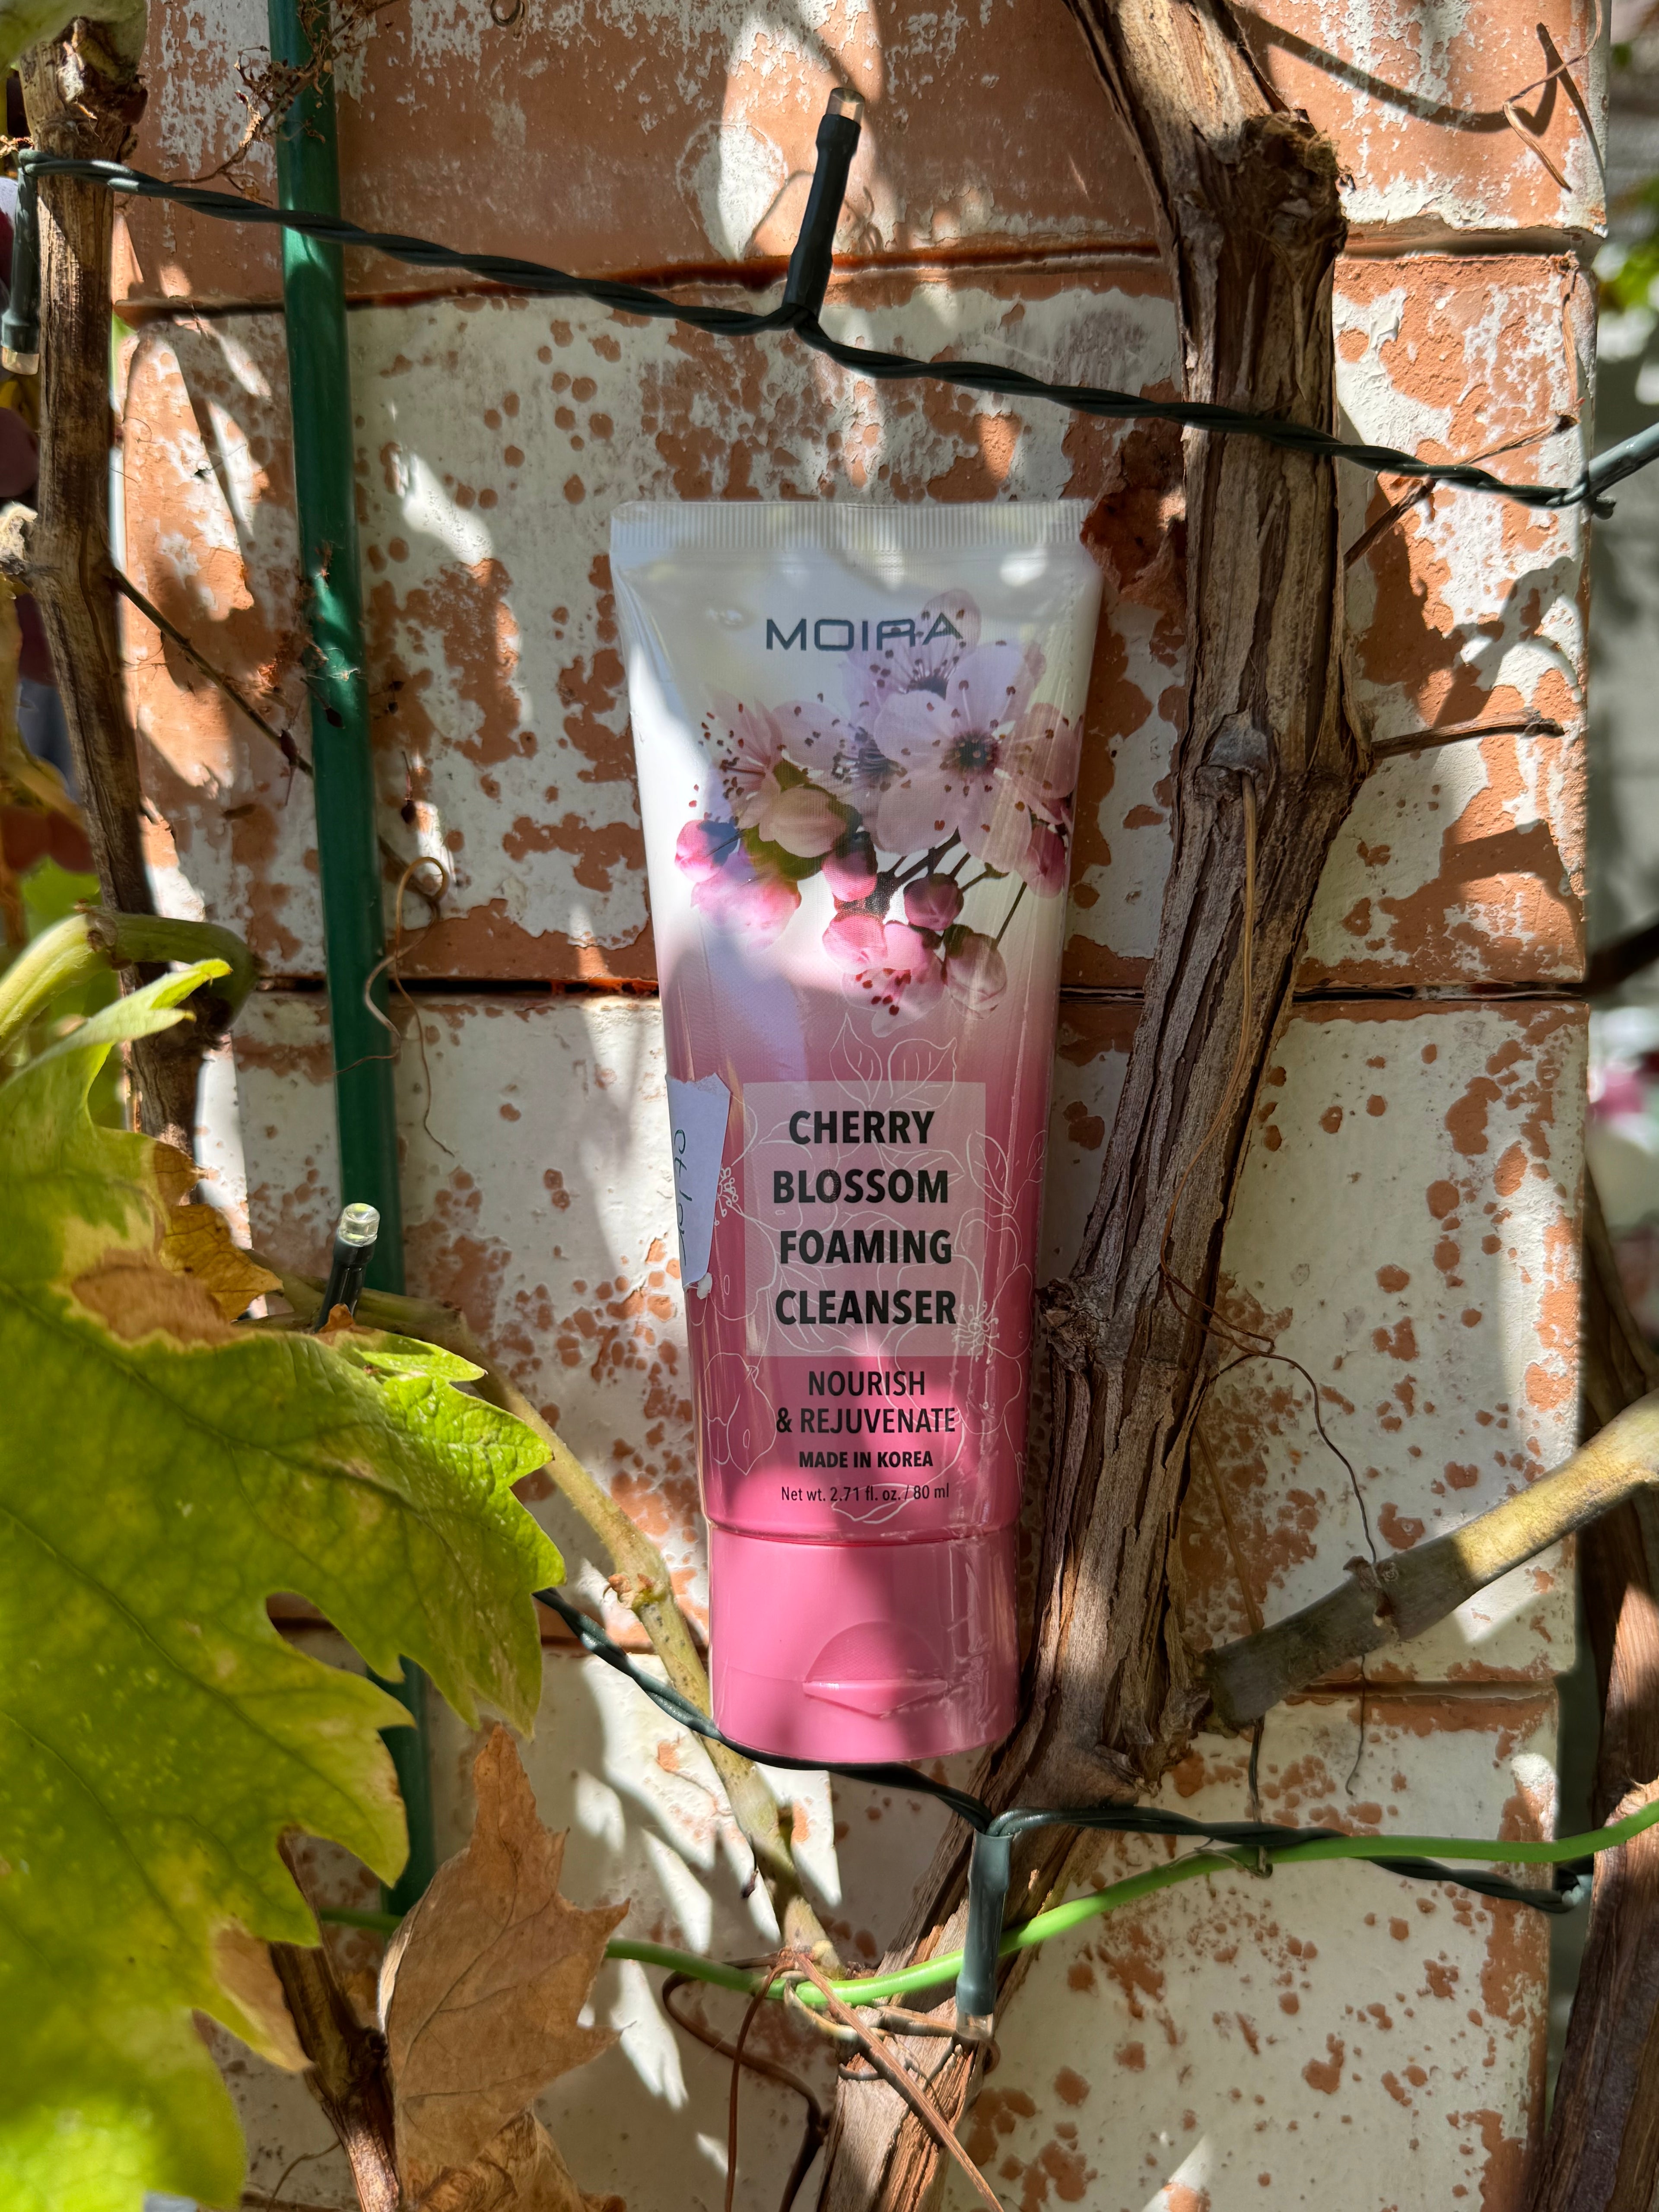 MOIRA
CHERRY
BLOSSOM
FOAMING
CLEANSER
NOURISH
& REJUVENATE
MADE IN KOREA
Net wt. 2.71 fl. oz. / 80 ml